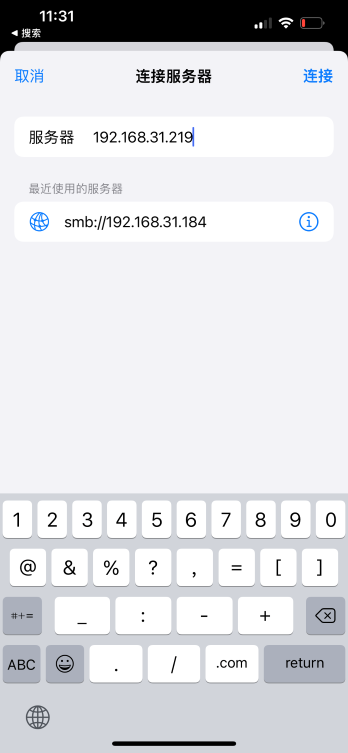 11:31
◀ 搜索
取消 连接服务器 连接
服务器 192.168.31.219
最近使用的服务器
smb://192.168.31.184
1 2 3 4 5 6 7 8 9 0
@ & % ? , = [ ]
#+= _ : - +
ABC . / .com return